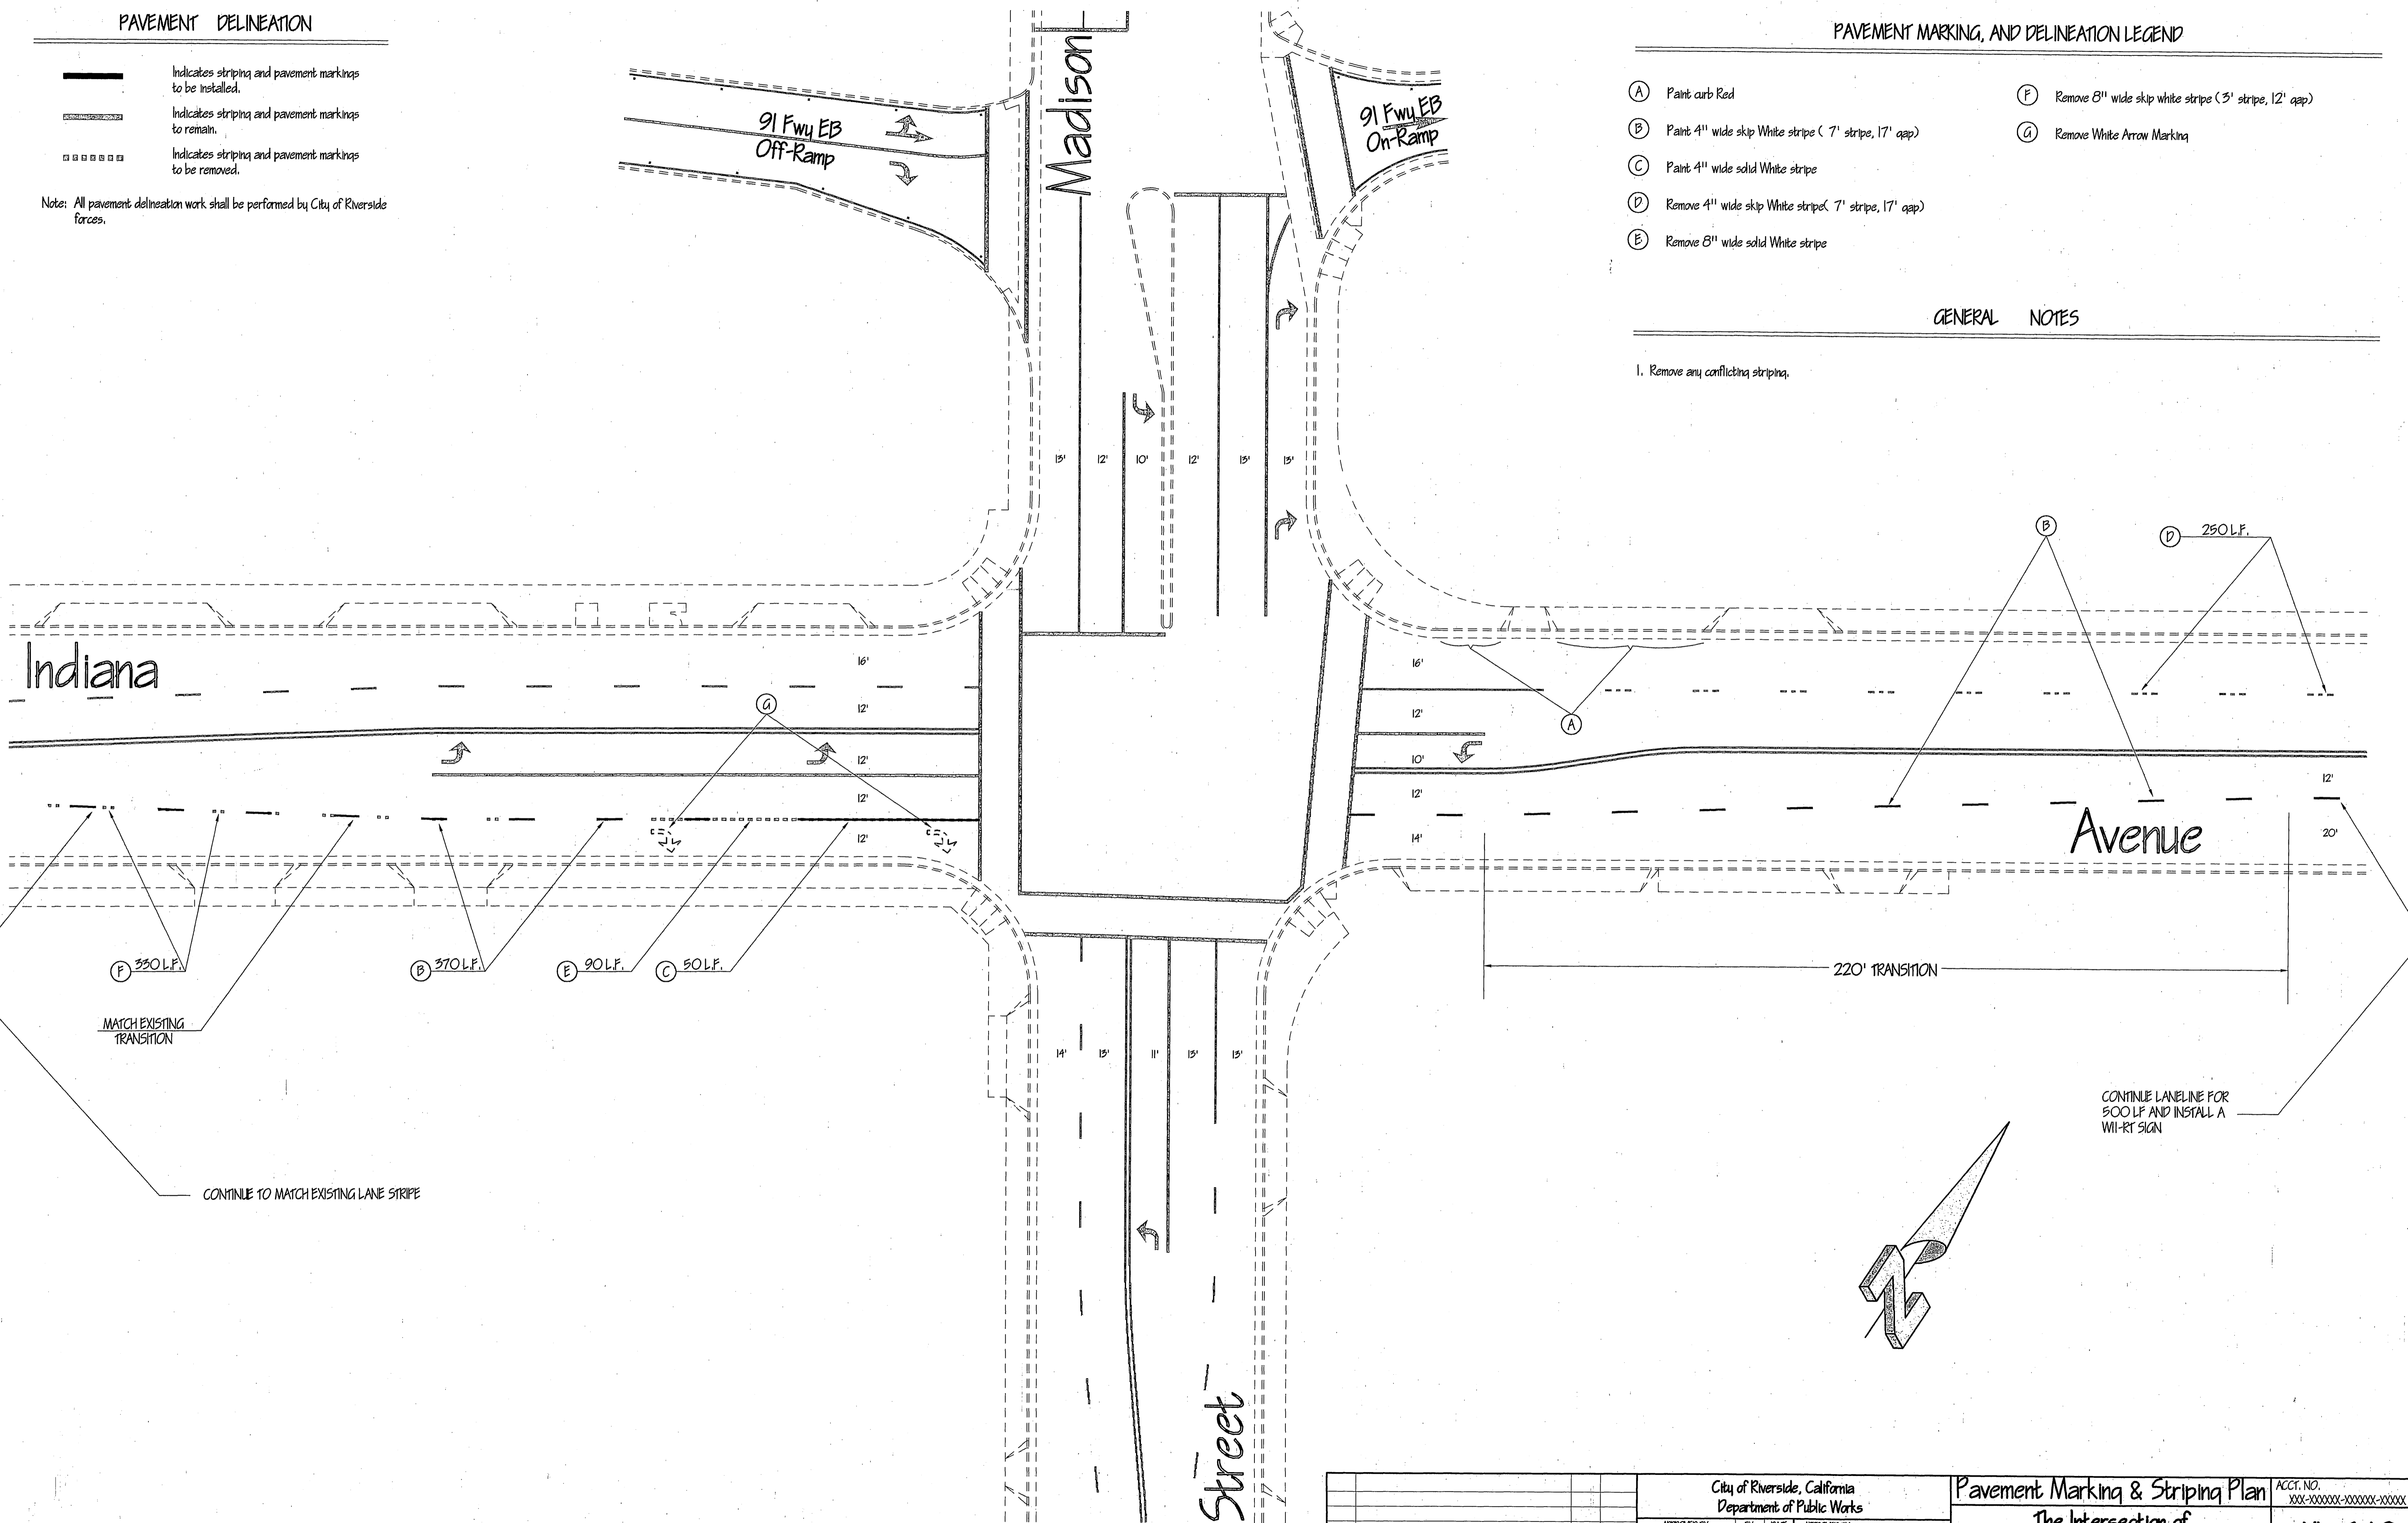 PAVEMENT DELINEATION
Indicates striping and pavement markings
to be installed.
Indicates striping and pavement markings
to remain.
Indicates striping and pavement markings
to be removed.
Note: All pavement delineation work shall be performed by City of Riverside
forces.
PAVEMENT MARKING, AND DELINEATION LEGEND
A Paint curb Red
B Paint 4" wide skip White stripe ( 7' stripe, 17' gap)
C Paint 4" wide solid White stripe
D Remove 4" wide skip White stripe( 7' stripe, 17' gap)
E Remove 8" wide solid White stripe
F Remove 8" wide skip white stripe ( 3' stripe, 12' gap)
G Remove White Arrow Marking
GENERAL NOTES
1. Remove any conflicting striping.
Madison
91 Fwy EB
Off-Ramp
91 Fwy EB
On-Ramp
13' 12' 10' 12' 13' 13'
B
D 250 L.F.
Indiana
16'
12'
G
12'
12'
12'
16'
12'
10'
12'
14'
A
12'
20'
Avenue
F 330 L.F.
B 370 L.F.
E 90 L.F.
C 50 L.F.
220' TRANSITION
MATCH EXISTING
TRANSITION
14' 13' 11' 13' 13'
CONTINUE LANELINE FOR
500 LF AND INSTALL A
W11-RT SIGN
CONTINUE TO MATCH EXISTING LANE STRIPE
N
Street
City of Riverside, California
Department of Public Works
Pavement Marking & Striping Plan
The Intersection of
ACCT. NO.
XXX-XXXXXX-XXXXXX-XXXXX